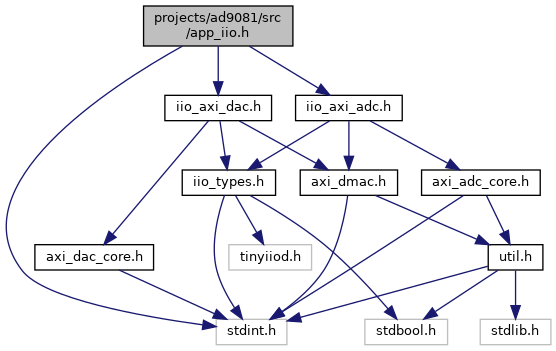 projects/ad9081/src
/app_iio.h
iio_axi_dac.h
iio_axi_adc.h
iio_types.h
axi_dmac.h
axi_adc_core.h
axi_dac_core.h
tinyiiod.h
util.h
stdint.h
stdbool.h
stdlib.h